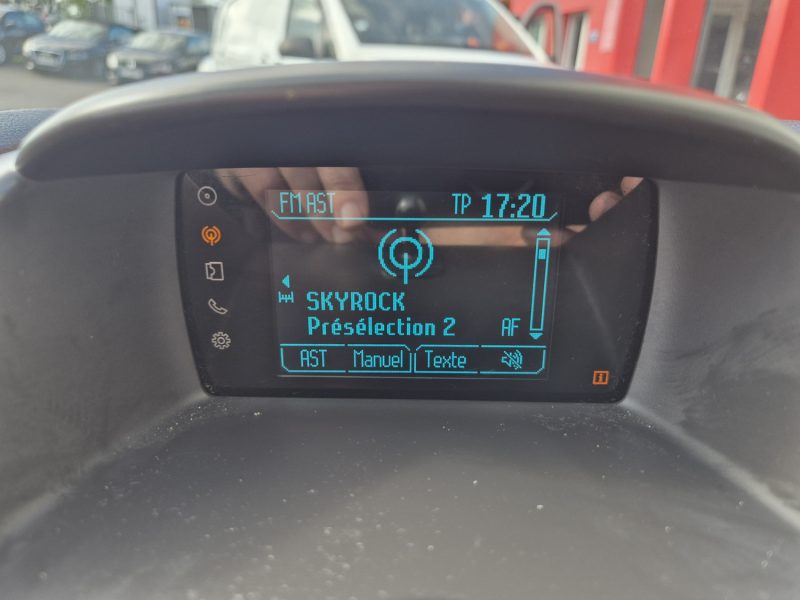 FM AST TP 17:20
SKYROCK
Présélection 2 AF
AST Manuel Texte